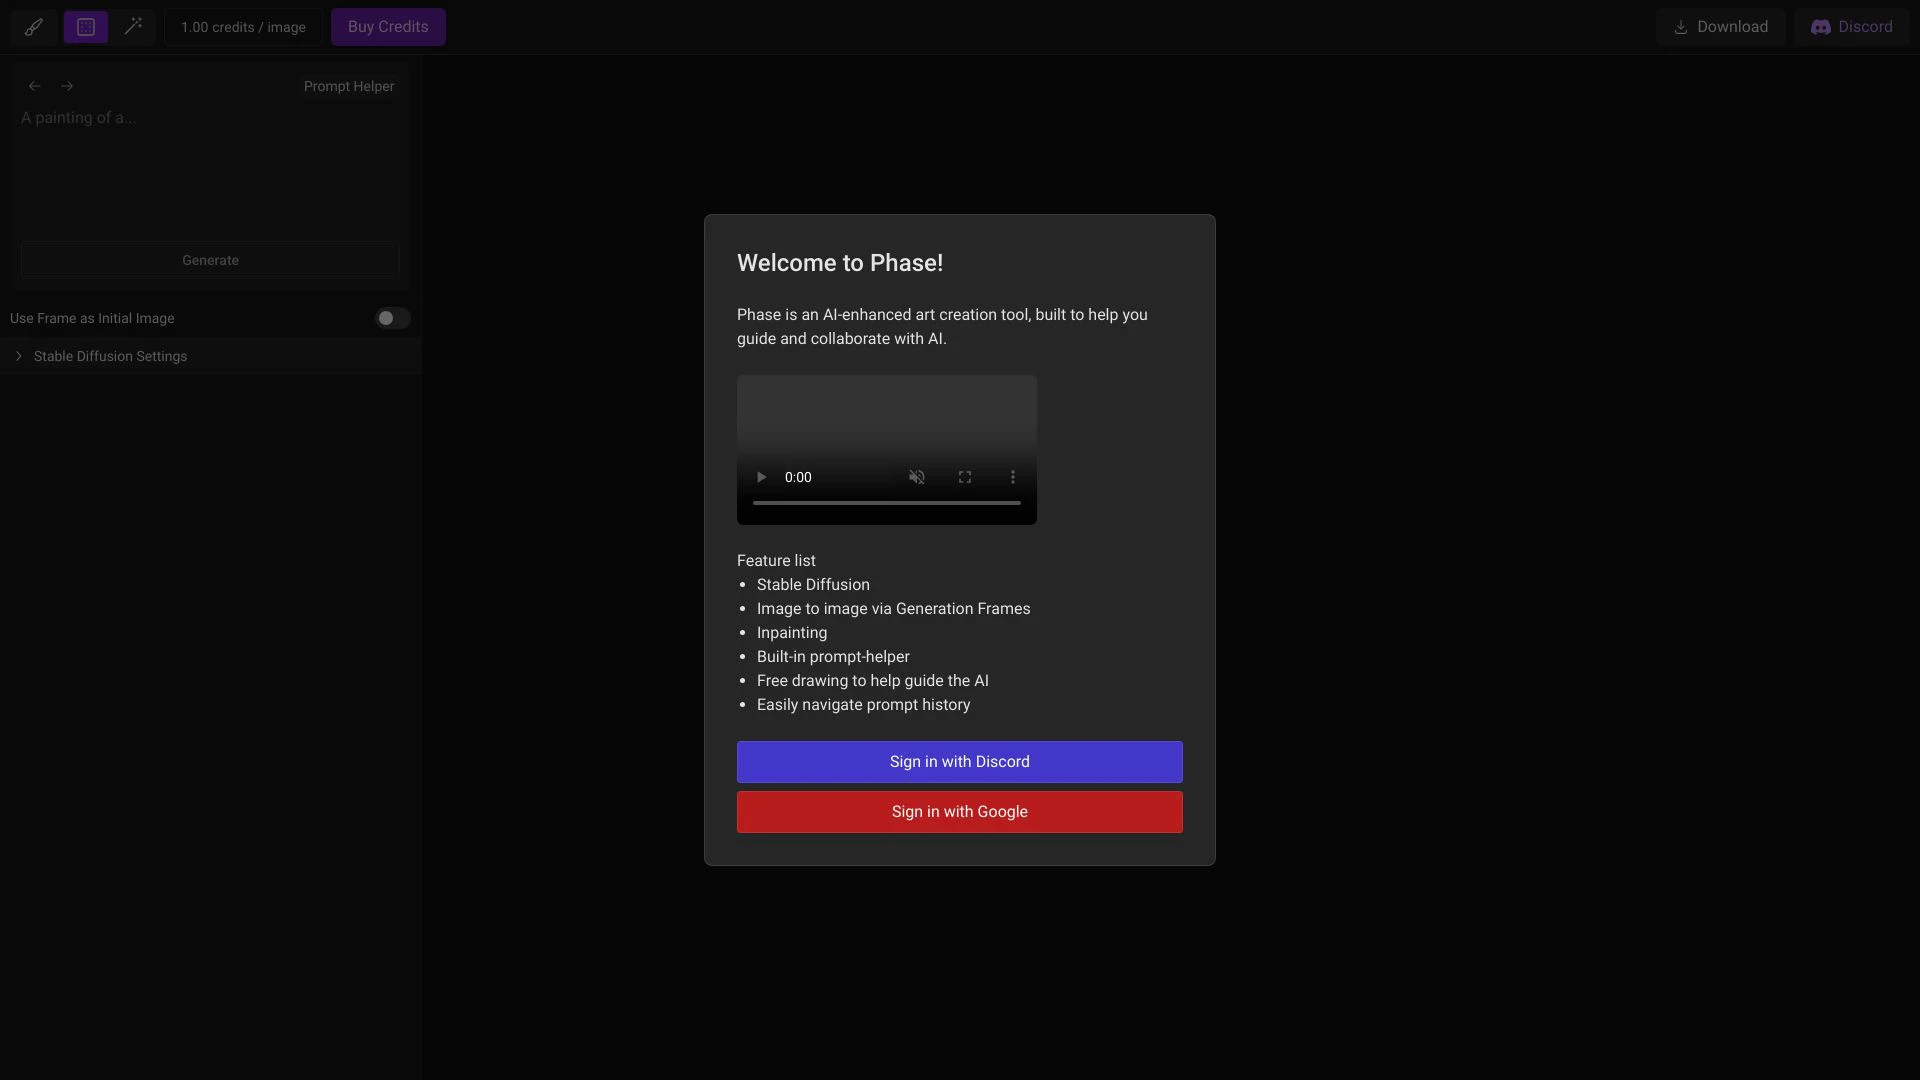 1.00 credits / image
Buy Credits
Download
Discord
Prompt Helper
A painting of a...
Generate
Use Frame as Initial Image
Stable Diffusion Settings
Welcome to Phase!
Phase is an AI-enhanced art creation tool, built to help you
guide and collaborate with AI.
0:00
Feature list
Stable Diffusion
Image to image via Generation Frames
Inpainting
Built-in prompt-helper
Free drawing to help guide the AI
Easily navigate prompt history
Sign in with Discord
Sign in with Google